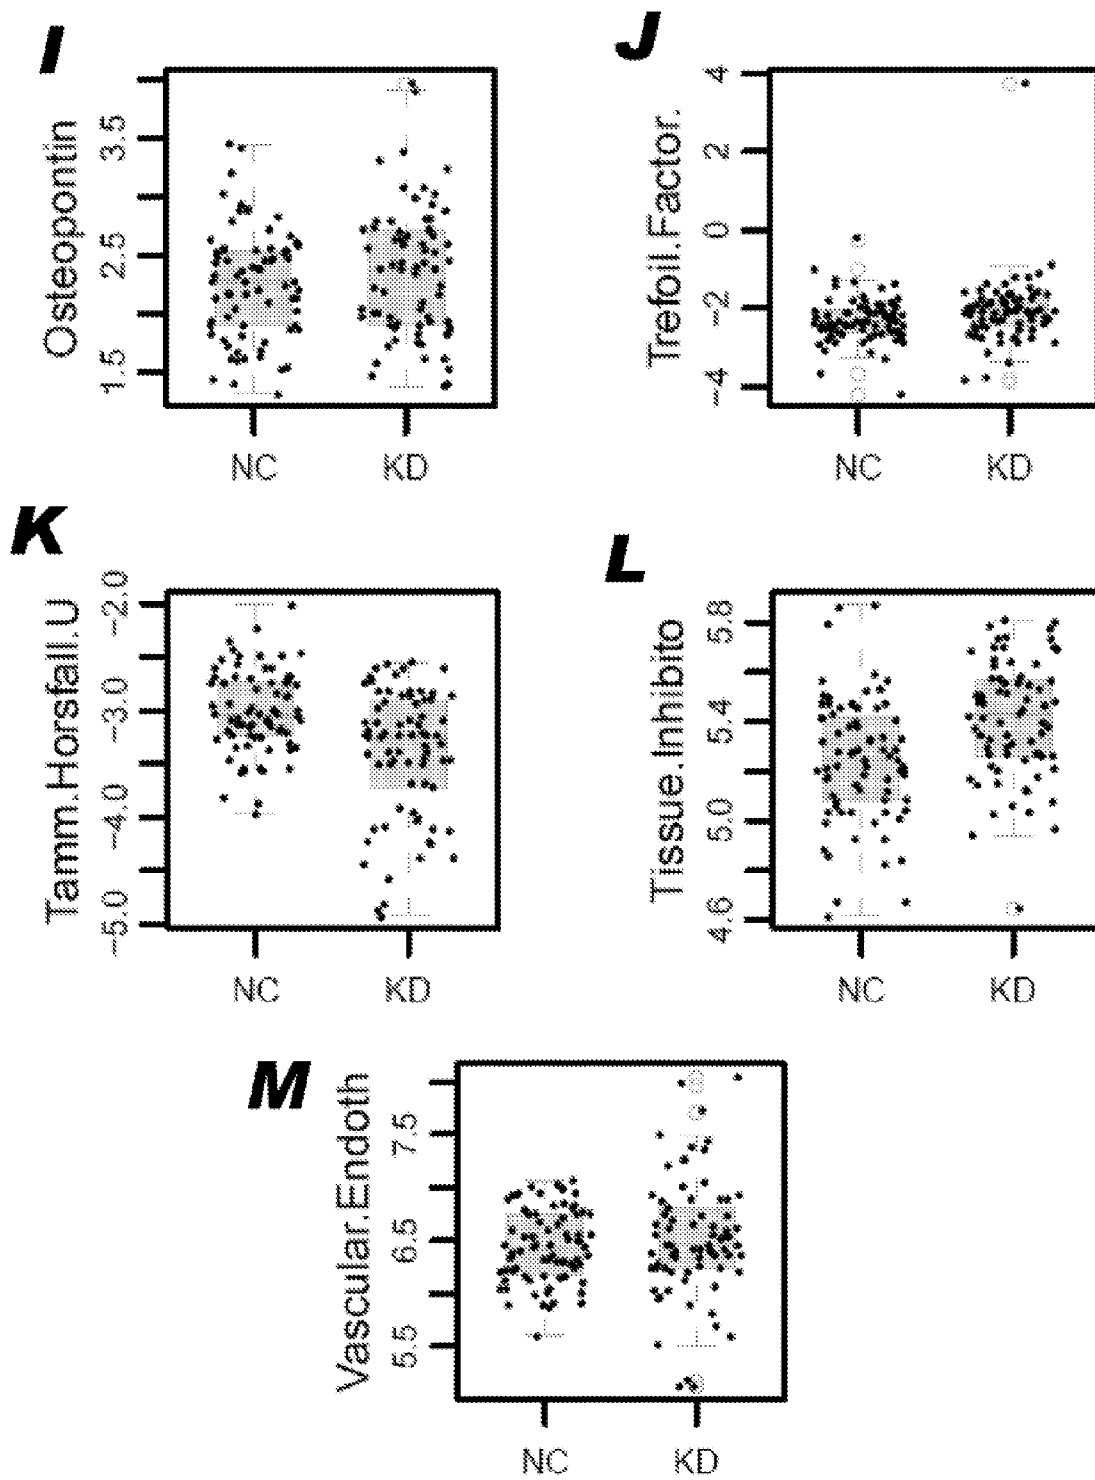 I
Osteopontin
3.5
2.5
1.5
NC KD
J
Trefoil.Factor.
4
2
0
−2
−4
NC KD
K
Tamm.Horsfall.U
−2.0
−3.0
−4.0
−5.0
NC KD
L
Tissue.Inhibito
5.8
5.4
5.0
4.6
NC KD
M
Vascular.Endoth
7.5
6.5
5.5
NC KD